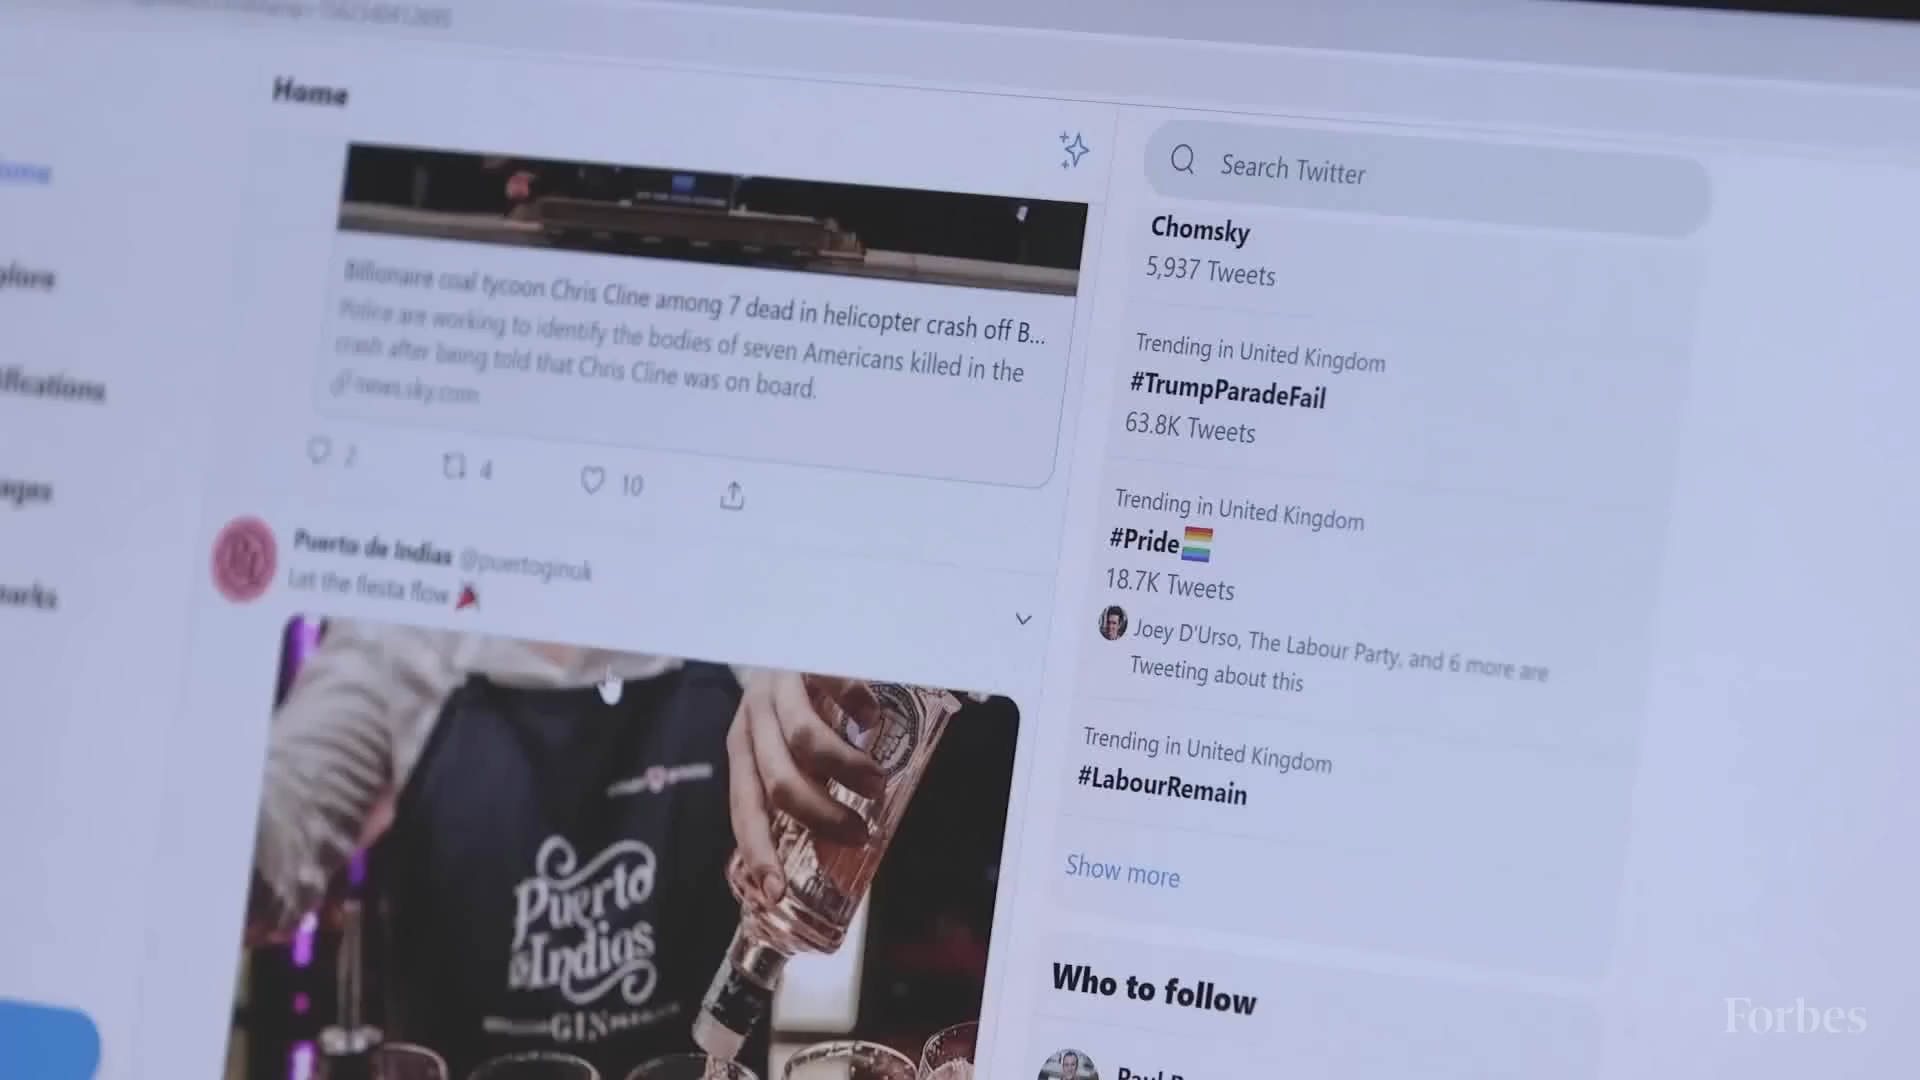 Home
Billionaire coal tycoon Chris Cline among 7 dead in helicopter crash off B...
Police are working to identify the bodies of seven Americans killed in the
crash after being told that Chris Cline was on board.
news.sky.com
2
4
10
Puerto de Indias @puertoginuk
Let the fiesta flow
Puerto
Indias
GIN
Search Twitter
Chomsky
5,937 Tweets
Trending in United Kingdom
#TrumpParadeFail
63.8K Tweets
Trending in United Kingdom
#Pride
18.7K Tweets
Joey D'Urso, The Labour Party, and 6 more are
Tweeting about this
Trending in United Kingdom
#LabourRemain
Show more
Who to follow
Paul
Forbes